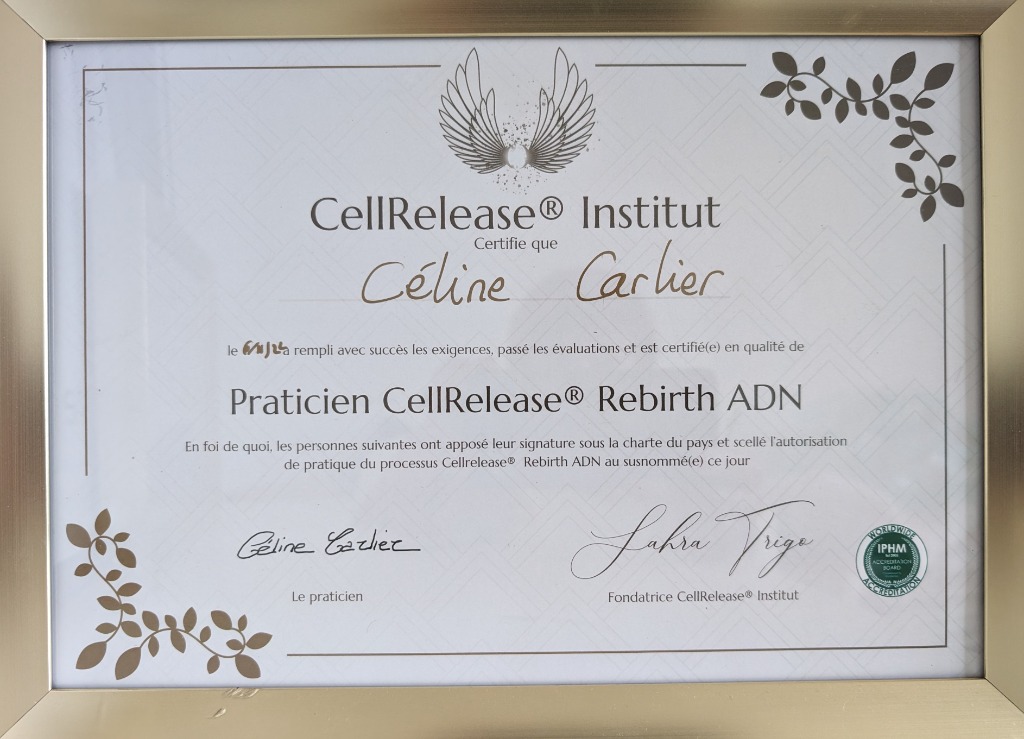 CellRelease® Institut
Certifie que
Céline Carlier
le a rempli avec succès les exigences, passé les évaluations et est certifié(e) en qualité de
Praticien CellRelease® Rebirth ADN
En foi de quoi, les personnes suivantes ont apposé leur signature sous la charte du pays et scellé l'autorisation
de pratique du processus Cellrelease® Rebirth ADN au susnommé(e) ce jour
Céline Carlier
Lahra Trigo
Le praticien
Fondatrice CellRelease® Institut
WORLDWIDE
IPHM
ACCREDITATION
BOARD
ACCREDITATION